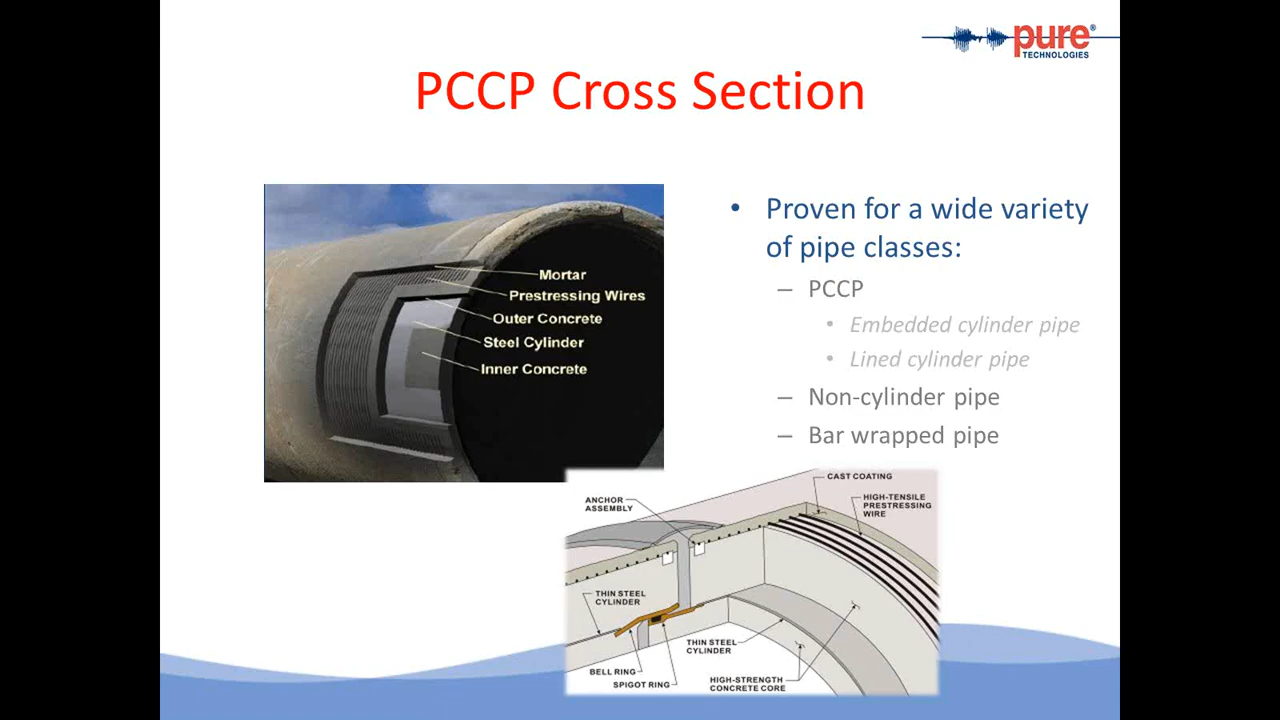 pure®
TECHNOLOGIES
PCCP Cross Section
Mortar
Prestressing Wires
Outer Concrete
Steel Cylinder
Inner Concrete
• Proven for a wide variety
of pipe classes:
– PCCP
• Embedded cylinder pipe
• Lined cylinder pipe
– Non-cylinder pipe
– Bar wrapped pipe
CAST COATING
ANCHOR
ASSEMBLY
HIGH-TENSILE
PRESTRESSING
WIRE
THIN STEEL
CYLINDER
THIN STEEL
CYLINDER
BELL RING
SPIGOT RING
HIGH-STRENGTH
CONCRETE CORE